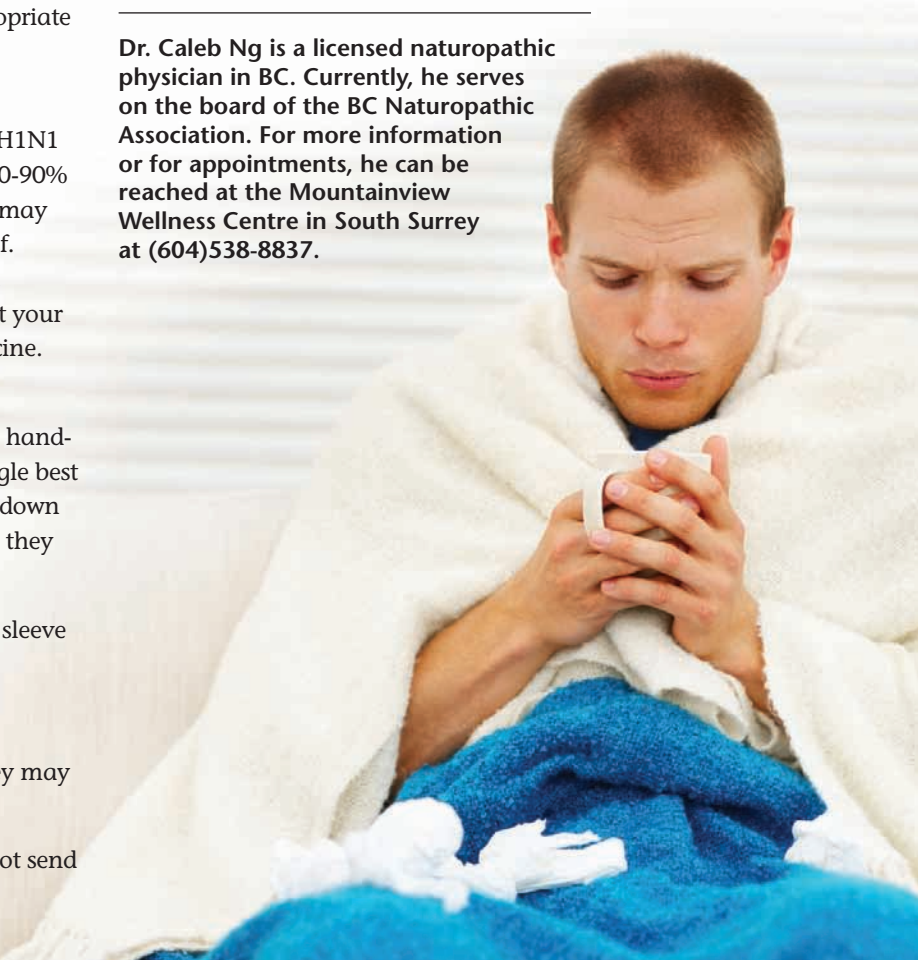 opriate
H1N1
0-90%
may
f.
t your
cine.
hand-
gle best
down
they
sleeve
ey may
ot send
Dr. Caleb Ng is a licensed naturopathic
physician in BC. Currently, he serves
on the board of the BC Naturopathic
Association. For more information
or for appointments, he can be
reached at the Mountainview
Wellness Centre in South Surrey
at (604)538-8837.